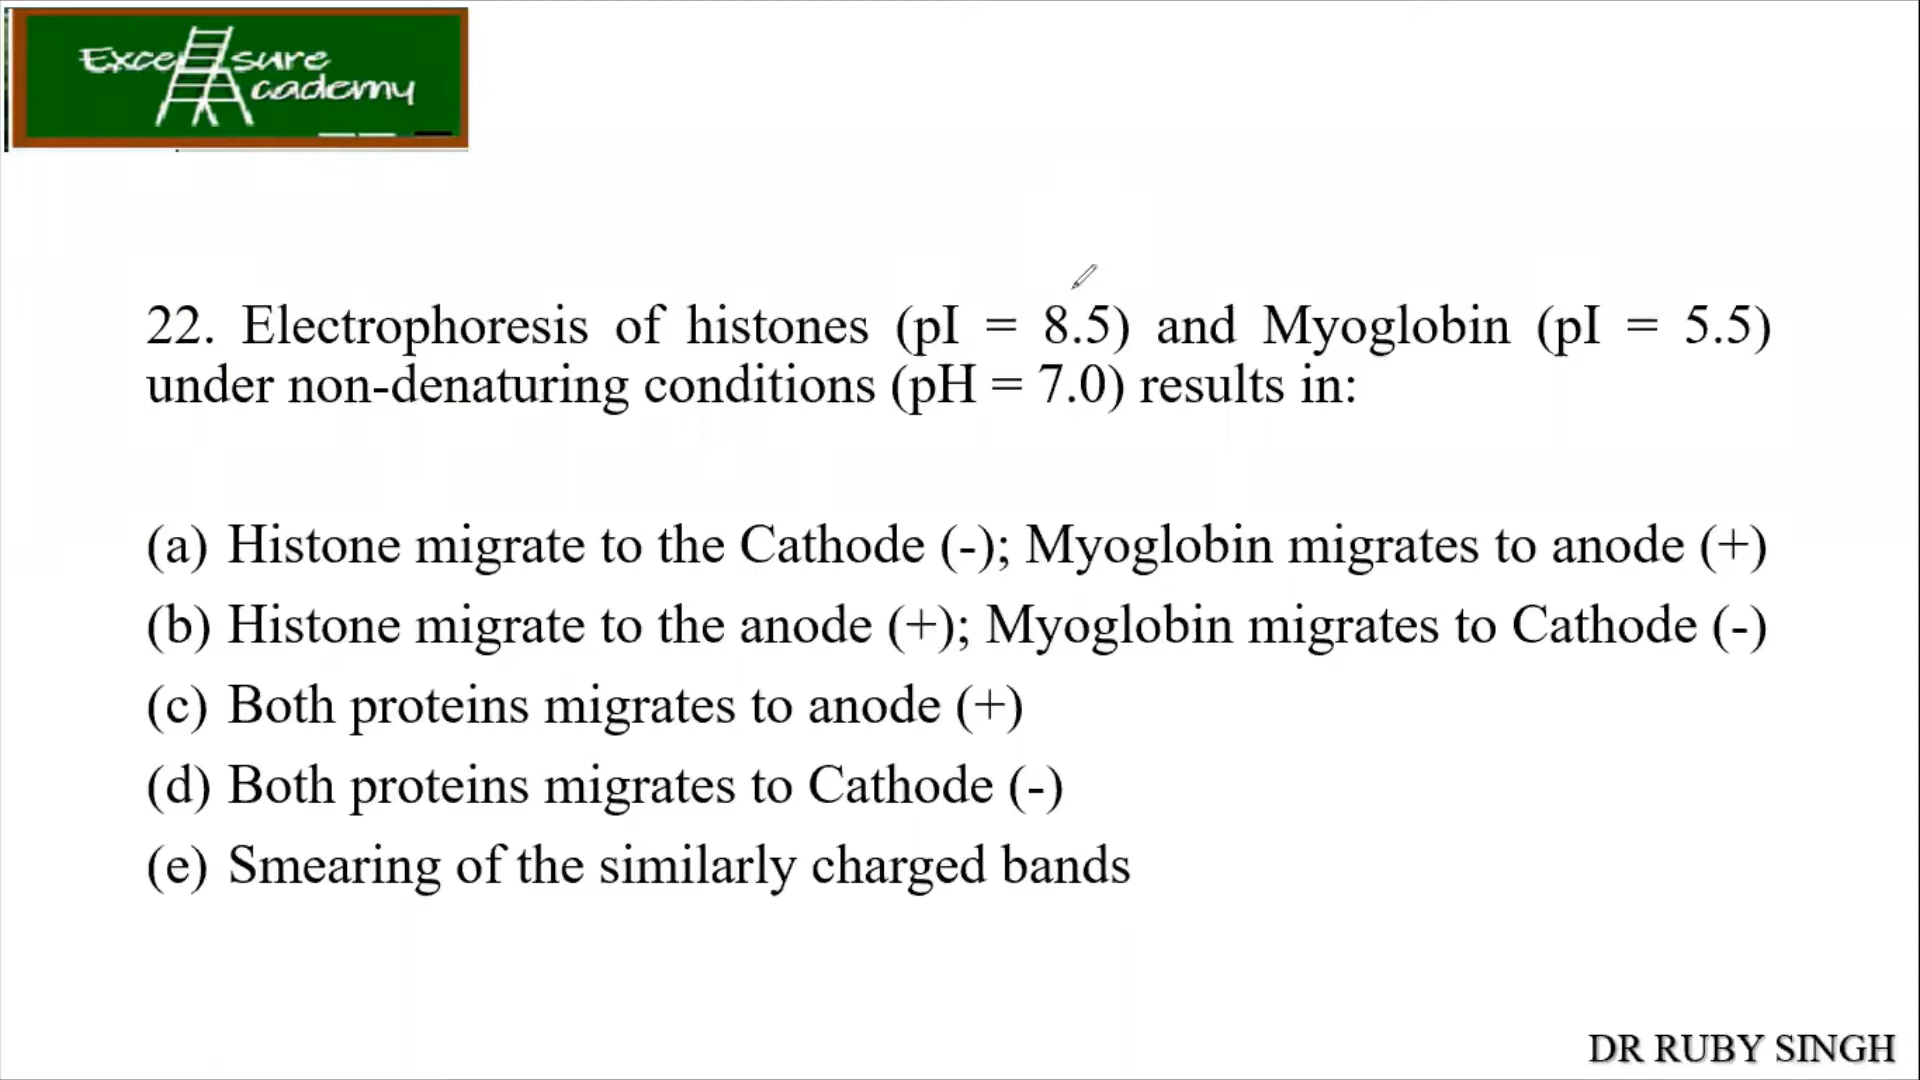 Excel sure
Academy
22. Electrophoresis of histones (pI = 8.5) and Myoglobin (pI = 5.5)
under non-denaturing conditions (pH = 7.0) results in:
(a) Histone migrate to the Cathode (-); Myoglobin migrates to anode (+)
(b) Histone migrate to the anode (+); Myoglobin migrates to Cathode (-)
(c) Both proteins migrates to anode (+)
(d) Both proteins migrates to Cathode (-)
(e) Smearing of the similarly charged bands
DR RUBY SINGH